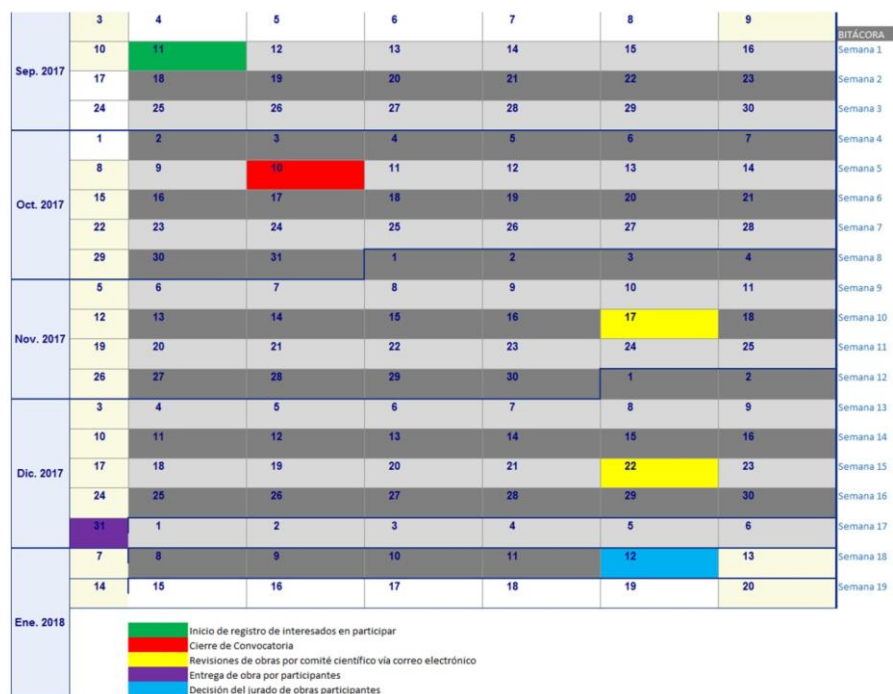 3 4 5 6 7 8 9
BITÁCORA
10 11 12 13 14 15 16 Semana 1
Sep. 2017
17 18 19 20 21 22 23 Semana 2
24 25 26 27 28 29 30 Semana 3
1 2 3 4 5 6 7 Semana 4
8 9 10 11 12 13 14 Semana 5
15 16 17 18 19 20 21 Semana 6
Oct. 2017
22 23 24 25 26 27 28 Semana 7
29 30 31 1 2 3 4 Semana 8
5 6 7 8 9 10 11 Semana 9
12 13 14 15 16 17 18 Semana 10
Nov. 2017
19 20 21 22 23 24 25 Semana 11
26 27 28 29 30 1 2 Semana 12
3 4 5 6 7 8 9 Semana 13
10 11 12 13 14 15 16 Semana 14
Dic. 2017
17 18 19 20 21 22 23 Semana 15
24 25 26 27 28 29 30 Semana 16
31 1 2 3 4 5 6 Semana 17
7 8 9 10 11 12 13 Semana 18
14 15 16 17 18 19 20 Semana 19
Ene. 2018
Inicio de registro de interesados en participar
Cierre de Convocatoria
Revisiones de obras por comité científico vía correo electrónico
Entrega de obra por participantes
Decisión del jurado de obras participantes